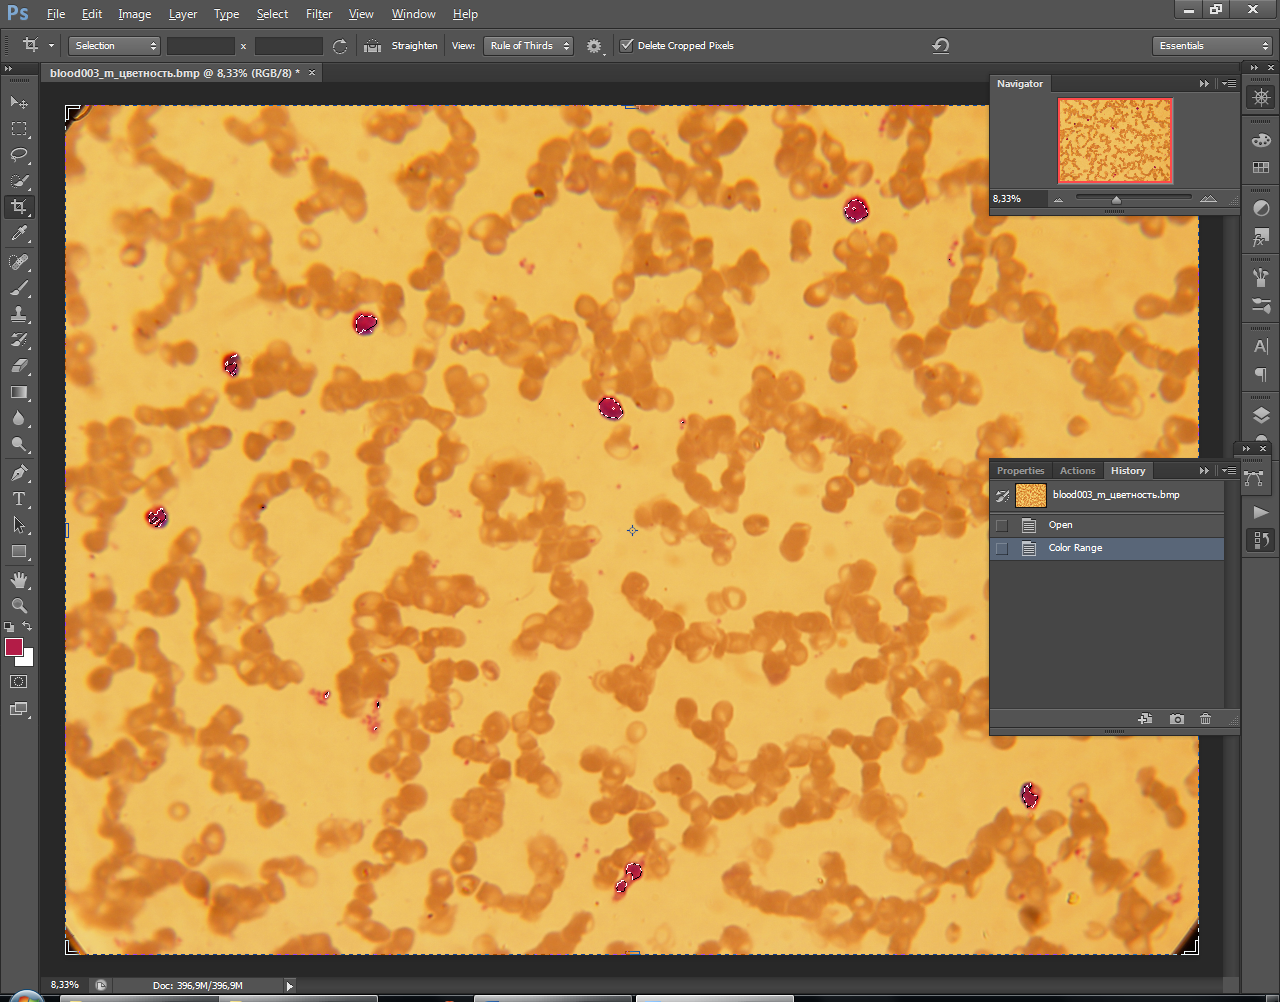 Ps File Edit Image Layer Type Select Filter View Window Help
Selection x Straighten View: Rule of Thirds Delete Cropped Pixels Essentials
blood003_m_цветность.bmp @ 8,33% (RGB/8) * ×
Navigator
8,33%
Properties Actions History
blood003_m_цветность.bmp
Open
Color Range
8,33% Doc: 396,9M/396,9M